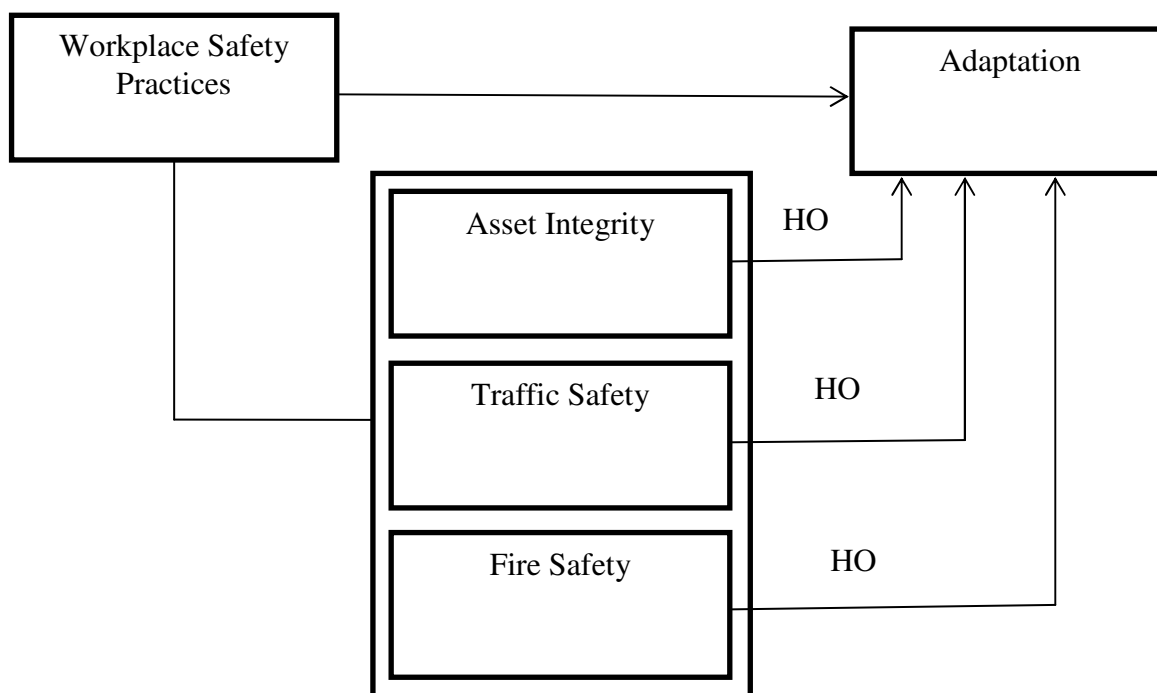 Workplace Safety
Practices
Adaptation
Asset Integrity
HO
Traffic Safety
HO
Fire Safety
HO